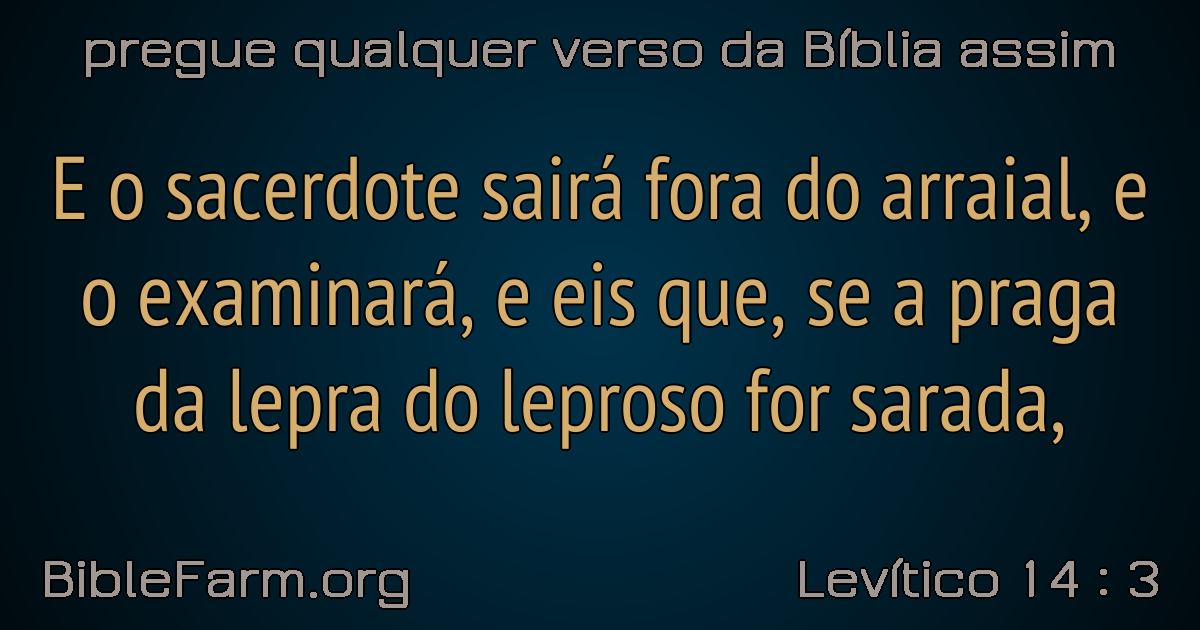 pregue qualquer verso da Bíblia assim
E o sacerdote sairá fora do arraial, e
o examinará, e eis que, se a praga
da lepra do leproso for sarada,
BibleFarm.org
Levítico 14 : 3